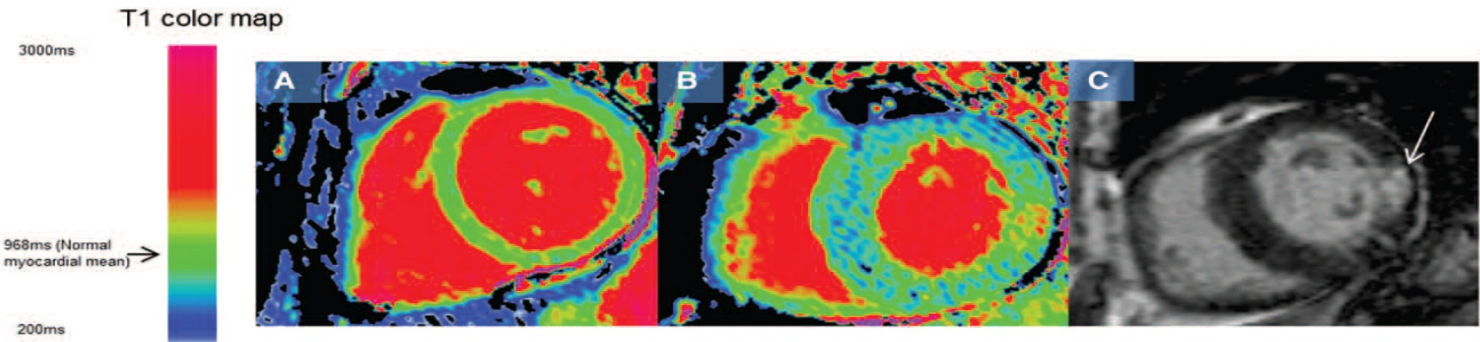 T1 color map
3000ms
A
B
C
968ms (Normal
myocardial mean)
200ms